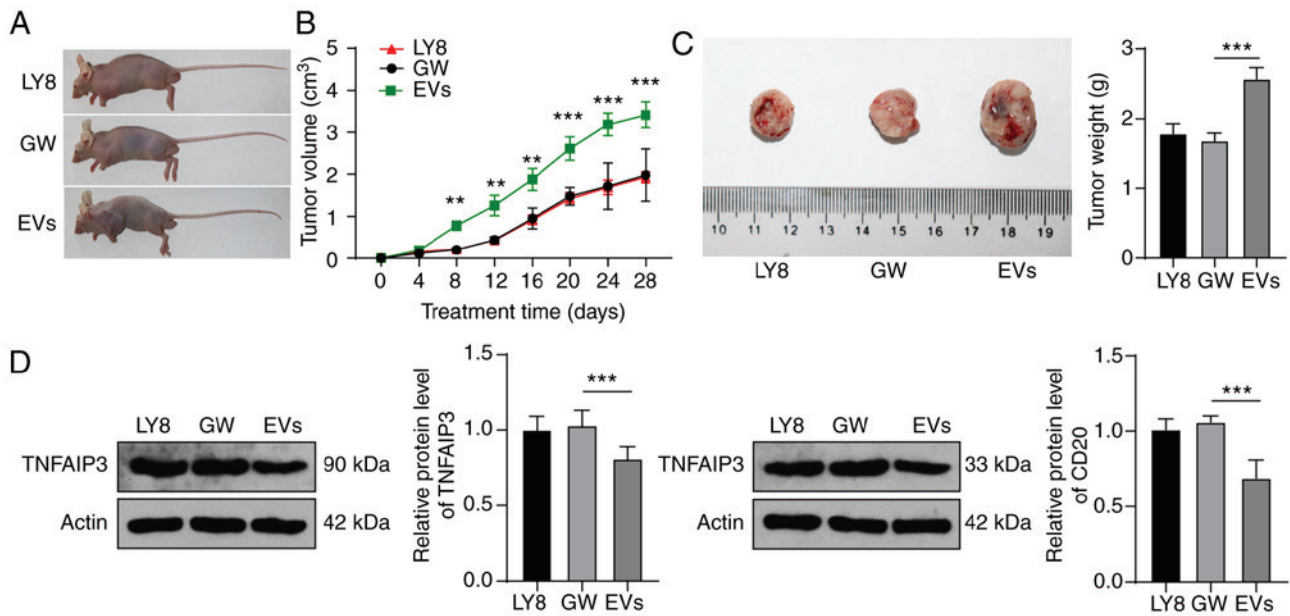 A
LY8
GW
EVs
B
Tumor volume (cm³)
5
4
3
2
1
0
LY8
GW
EVs
**
**
**
***
***
***
0 4 8 12 16 20 24 28
Treatment time (days)
C
10 11 12 13 14 15 16 17 18 19
LY8 GW EVs
Tumor weight (g)
3
2
1
0
***
LY8 GW EVs
D
LY8 GW EVs
TNFAIP3 90 kDa
Actin 42 kDa
Relative protein level
of TNFAIP3
1.5
1.0
0.5
0.0
***
LY8 GW EVs
LY8 GW EVs
TNFAIP3 33 kDa
Actin 42 kDa
Relative protein level
of CD20
1.5
1.0
0.5
0.0
***
LY8 GW EVs